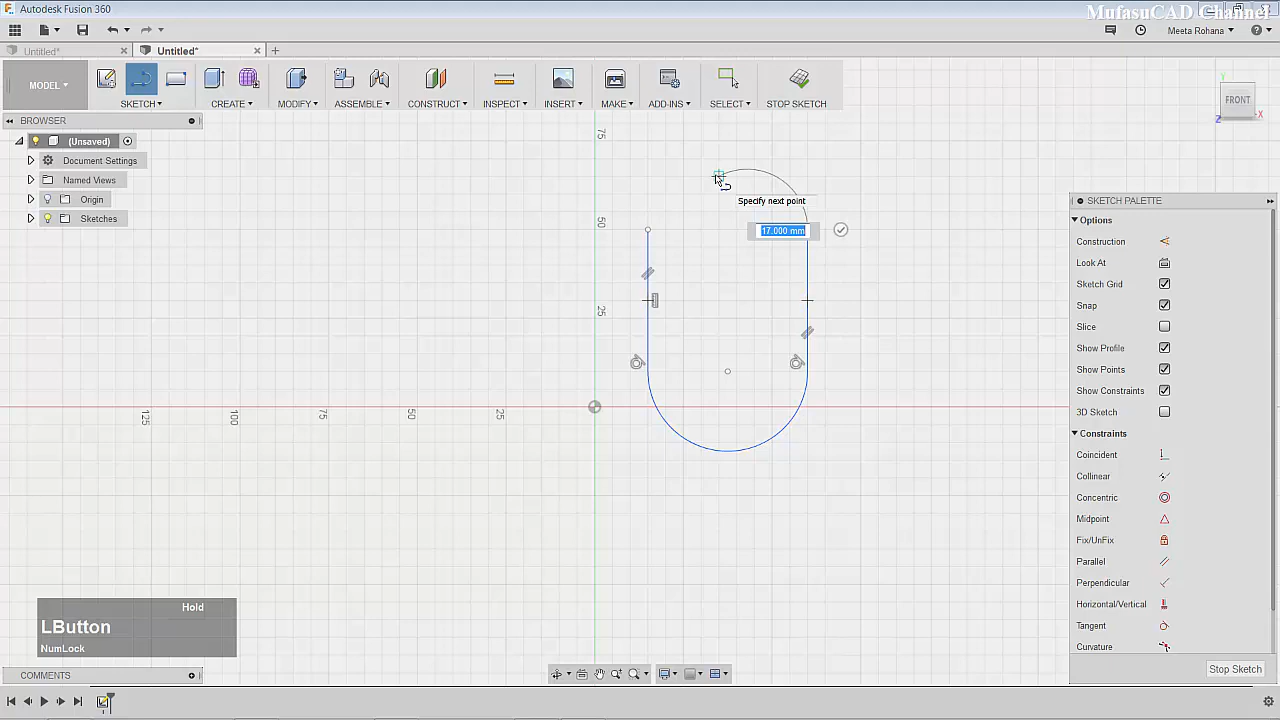 Autodesk Fusion 360
MufasuCAD Channel
Meeta Rohana
Untitled*
Untitled*
MODEL
SKETCH
CREATE
MODIFY
ASSEMBLE
CONSTRUCT
INSPECT
INSERT
MAKE
ADD-INS
SELECT
STOP SKETCH
BROWSER
(Unsaved)
Document Settings
Named Views
Origin
Sketches
Y
FRONT
X
Z
75
50
25
125
100
75
50
25
Specify next point
17.000 mm
SKETCH PALETTE
Options
Construction
Look At
Sketch Grid
Snap
Slice
Show Profile
Show Points
Show Constraints
3D Sketch
Constraints
Coincident
Collinear
Concentric
Midpoint
Fix/UnFix
Parallel
Perpendicular
Horizontal/Vertical
Tangent
Curvature
Stop Sketch
Hold
LButton
NumLock
COMMENTS